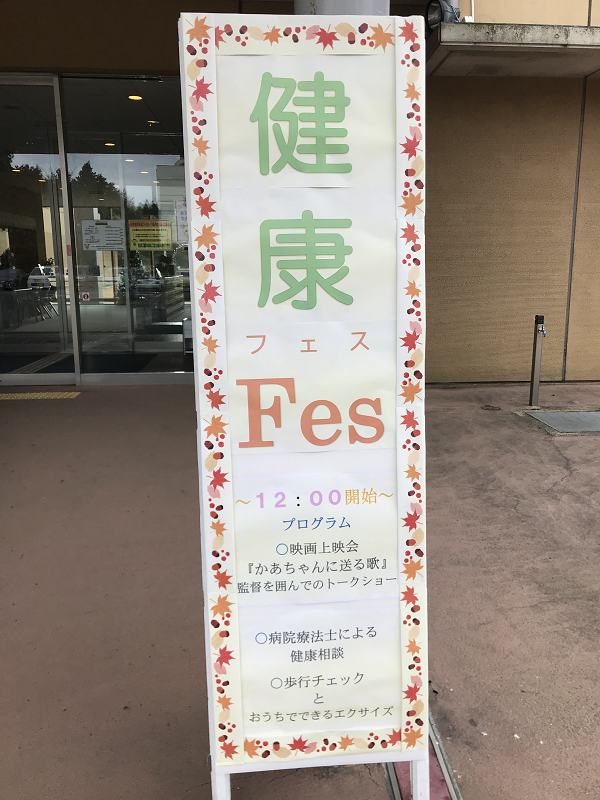 健
康
フェス
Fes
～12：00開始～
プログラム
○映画上映会
『かあちゃんに送る歌』
監督を囲んでのトークショー
○病院療法士による
健康相談
○歩行チェック
と
おうちでできるエクサイズ